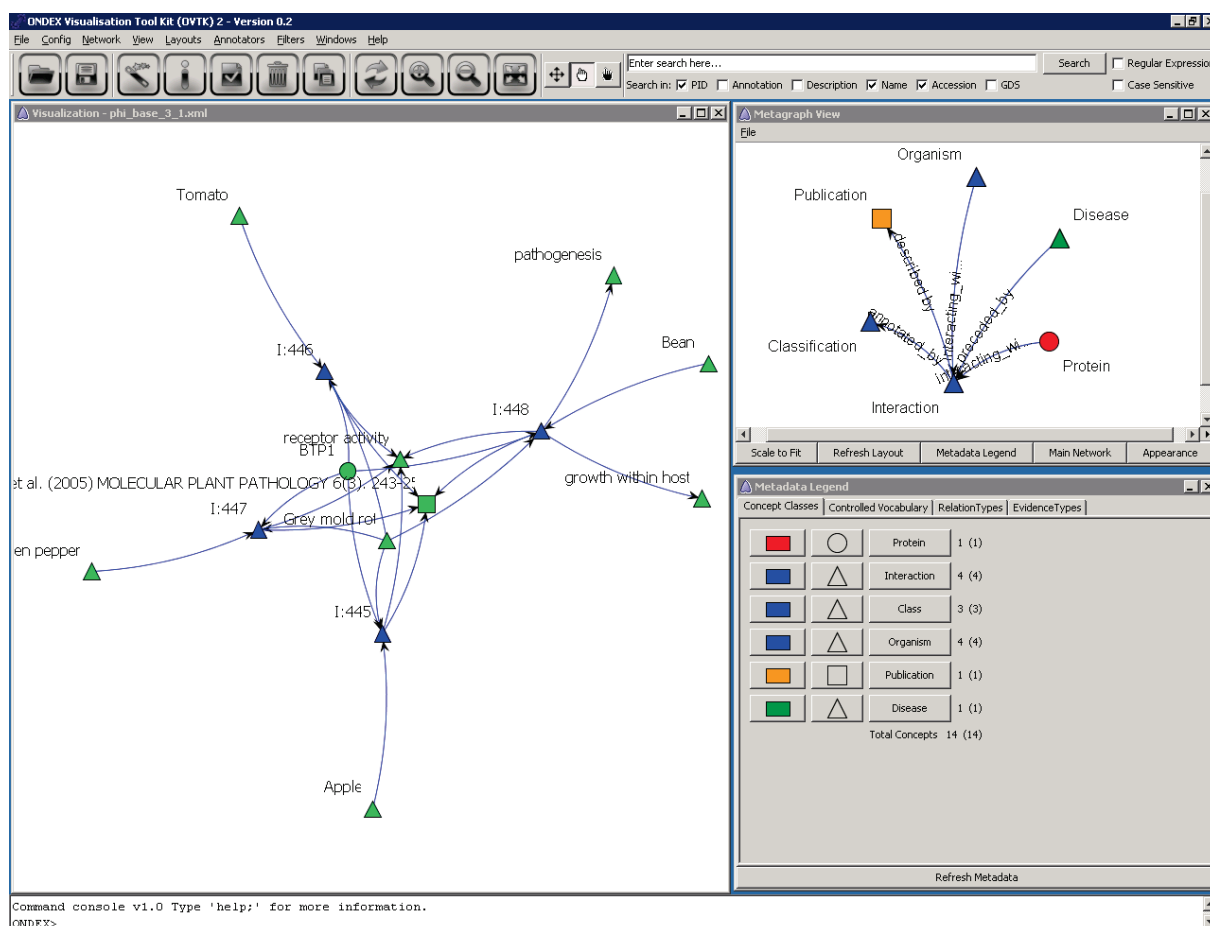 ONDEX Visualisation Tool Kit (OVTK) 2 - Version 0.2
File Config Network View Layouts Annotators Filters Windows Help
Enter search here...
Search
Regular Expression
Search in: PID Annotation Description Name Accession GDS
Case Sensitive
Visualization - phi_base_3_1.xml
Tomato
pathogenesis
I:446
Bean
I:448
receptor activity
BTP1
growth within host
et al. (2005) MOLECULAR PLANT PATHOLOGY 6(3), 243-25
I:447
Grey mold rot
en pepper
I:445
Apple
Metagraph View
File
Organism
Publication
Disease
described by
interacting_wi...
preceded_by
annotated_by
interacting_wi...
Classification
Protein
Interaction
Scale to Fit Refresh Layout Metadata Legend Main Network Appearance
Metadata Legend
Concept Classes Controlled Vocabulary RelationTypes EvidenceTypes
Protein 1 (1)
Interaction 4 (4)
Class 3 (3)
Organism 4 (4)
Publication 1 (1)
Disease 1 (1)
Total Concepts 14 (14)
Refresh Metadata
Command console v1.0 Type 'help;' for more information.
ONDEX>